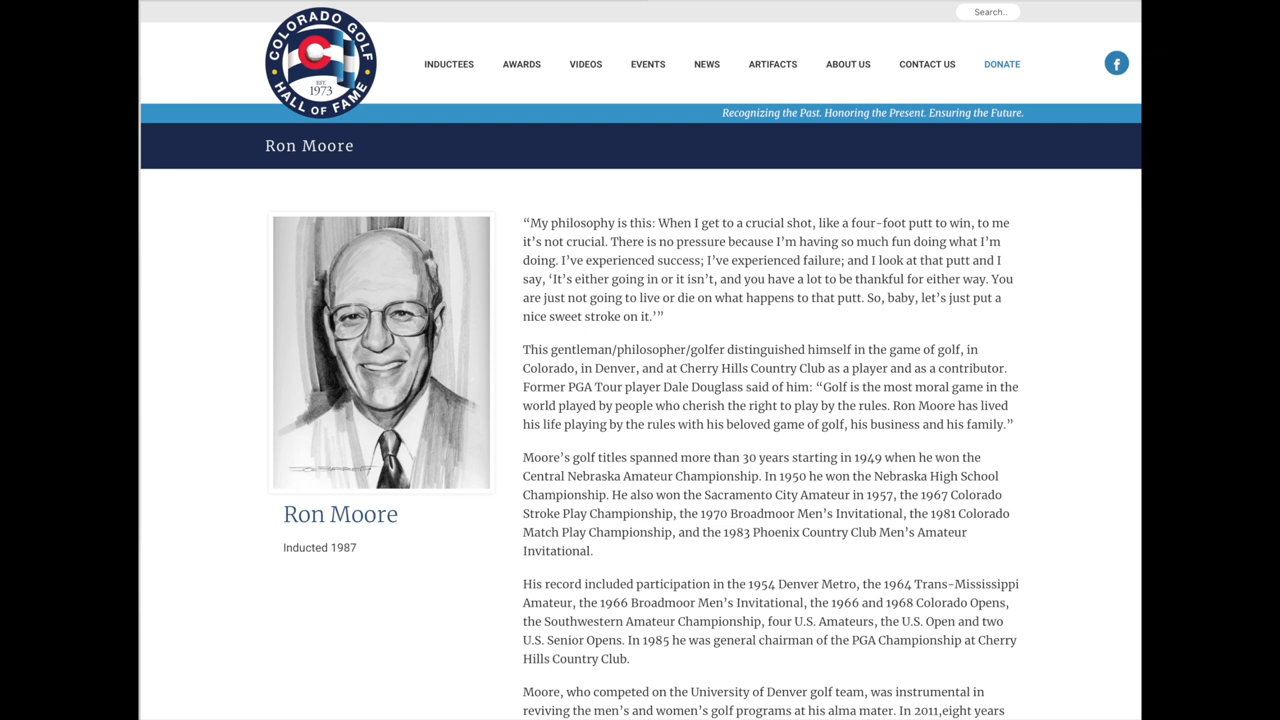 Search..
COLORADO GOLF
HALL OF FAME
C
EST.
1973
INDUCTEES AWARDS VIDEOS EVENTS NEWS ARTIFACTS ABOUT US CONTACT US DONATE
f
Recognizing the Past. Honoring the Present. Ensuring the Future.
Ron Moore
“My philosophy is this: When I get to a crucial shot, like a four-foot putt to win, to me
it’s not crucial. There is no pressure because I’m having so much fun doing what I’m
doing. I’ve experienced success; I’ve experienced failure; and I look at that putt and I
say, ‘It’s either going in or it isn’t, and you have a lot to be thankful for either way. You
are just not going to live or die on what happens to that putt. So, baby, let’s just put a
nice sweet stroke on it.’”
This gentleman/philosopher/golfer distinguished himself in the game of golf, in
Colorado, in Denver, and at Cherry Hills Country Club as a player and as a contributor.
Former PGA Tour player Dale Douglass said of him: “Golf is the most moral game in the
world played by people who cherish the right to play by the rules. Ron Moore has lived
his life playing by the rules with his beloved game of golf, his business and his family.”
Moore’s golf titles spanned more than 30 years starting in 1949 when he won the
Central Nebraska Amateur Championship. In 1950 he won the Nebraska High School
Championship. He also won the Sacramento City Amateur in 1957, the 1967 Colorado
Stroke Play Championship, the 1970 Broadmoor Men’s Invitational, the 1981 Colorado
Match Play Championship, and the 1983 Phoenix Country Club Men’s Amateur
Invitational.
His record included participation in the 1954 Denver Metro, the 1964 Trans-Mississippi
Amateur, the 1966 Broadmoor Men’s Invitational, the 1966 and 1968 Colorado Opens,
the Southwestern Amateur Championship, four U.S. Amateurs, the U.S. Open and two
U.S. Senior Opens. In 1985 he was general chairman of the PGA Championship at Cherry
Hills Country Club.
Moore, who competed on the University of Denver golf team, was instrumental in
reviving the men’s and women’s golf programs at his alma mater. In 2011,eight years
Ron Moore
Inducted 1987